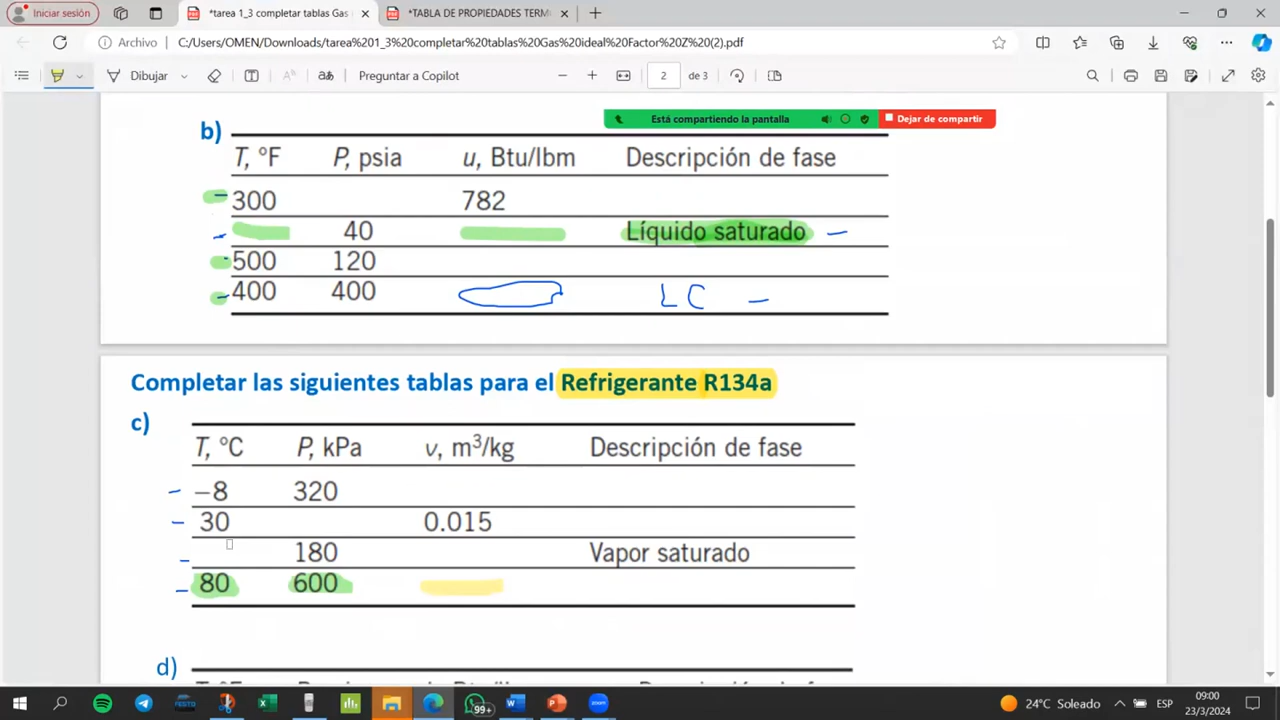 Iniciar sesión
*tarea 1_3 completar tablas Gas
*TABLA DE PROPIEDADES TERM
Archivo C:/Users/OMEN/Downloads/tarea%201_3%20completar%20tablas%20Gas%20ideal%20Factor%20Z%20(2).pdf
Dibujar
Preguntar a Copilot
2 de 3
Está compartiendo la pantalla Dejar de compartir
b)
T, °F P, psia u, Btu/lbm Descripción de fase
300 782
40 Líquido saturado
500 120
400 400 LC
Completar las siguientes tablas para el Refrigerante R134a
c)
T, °C P, kPa v, m³/kg Descripción de fase
−8 320
30 0.015
180 Vapor saturado
80 600
d)
99+
24°C Soleado ESP 09:00
23/3/2024